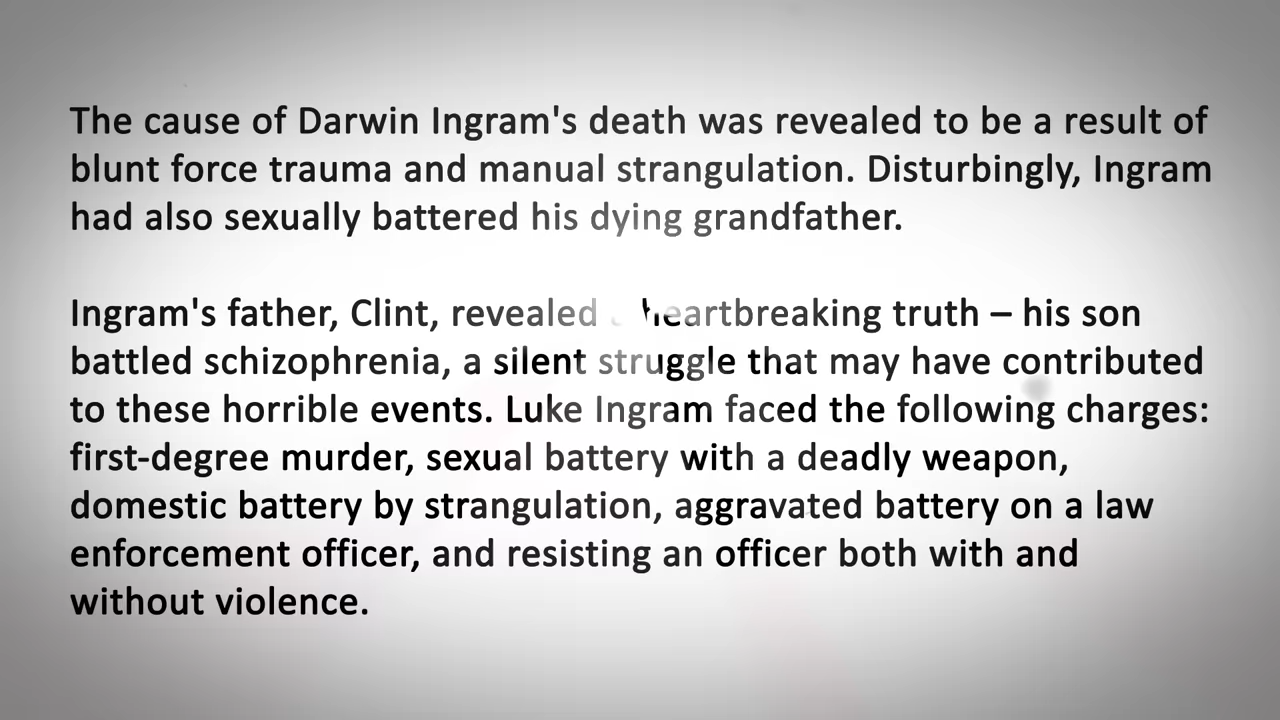 The cause of Darwin Ingram's death was revealed to be a result of
blunt force trauma and manual strangulation. Disturbingly, Ingram
had also sexually battered his dying grandfather.
Ingram's father, Clint, revealed a heartbreaking truth – his son
battled schizophrenia, a silent struggle that may have contributed
to these horrible events. Luke Ingram faced the following charges:
first-degree murder, sexual battery with a deadly weapon,
domestic battery by strangulation, aggravated battery on a law
enforcement officer, and resisting an officer both with and
without violence.